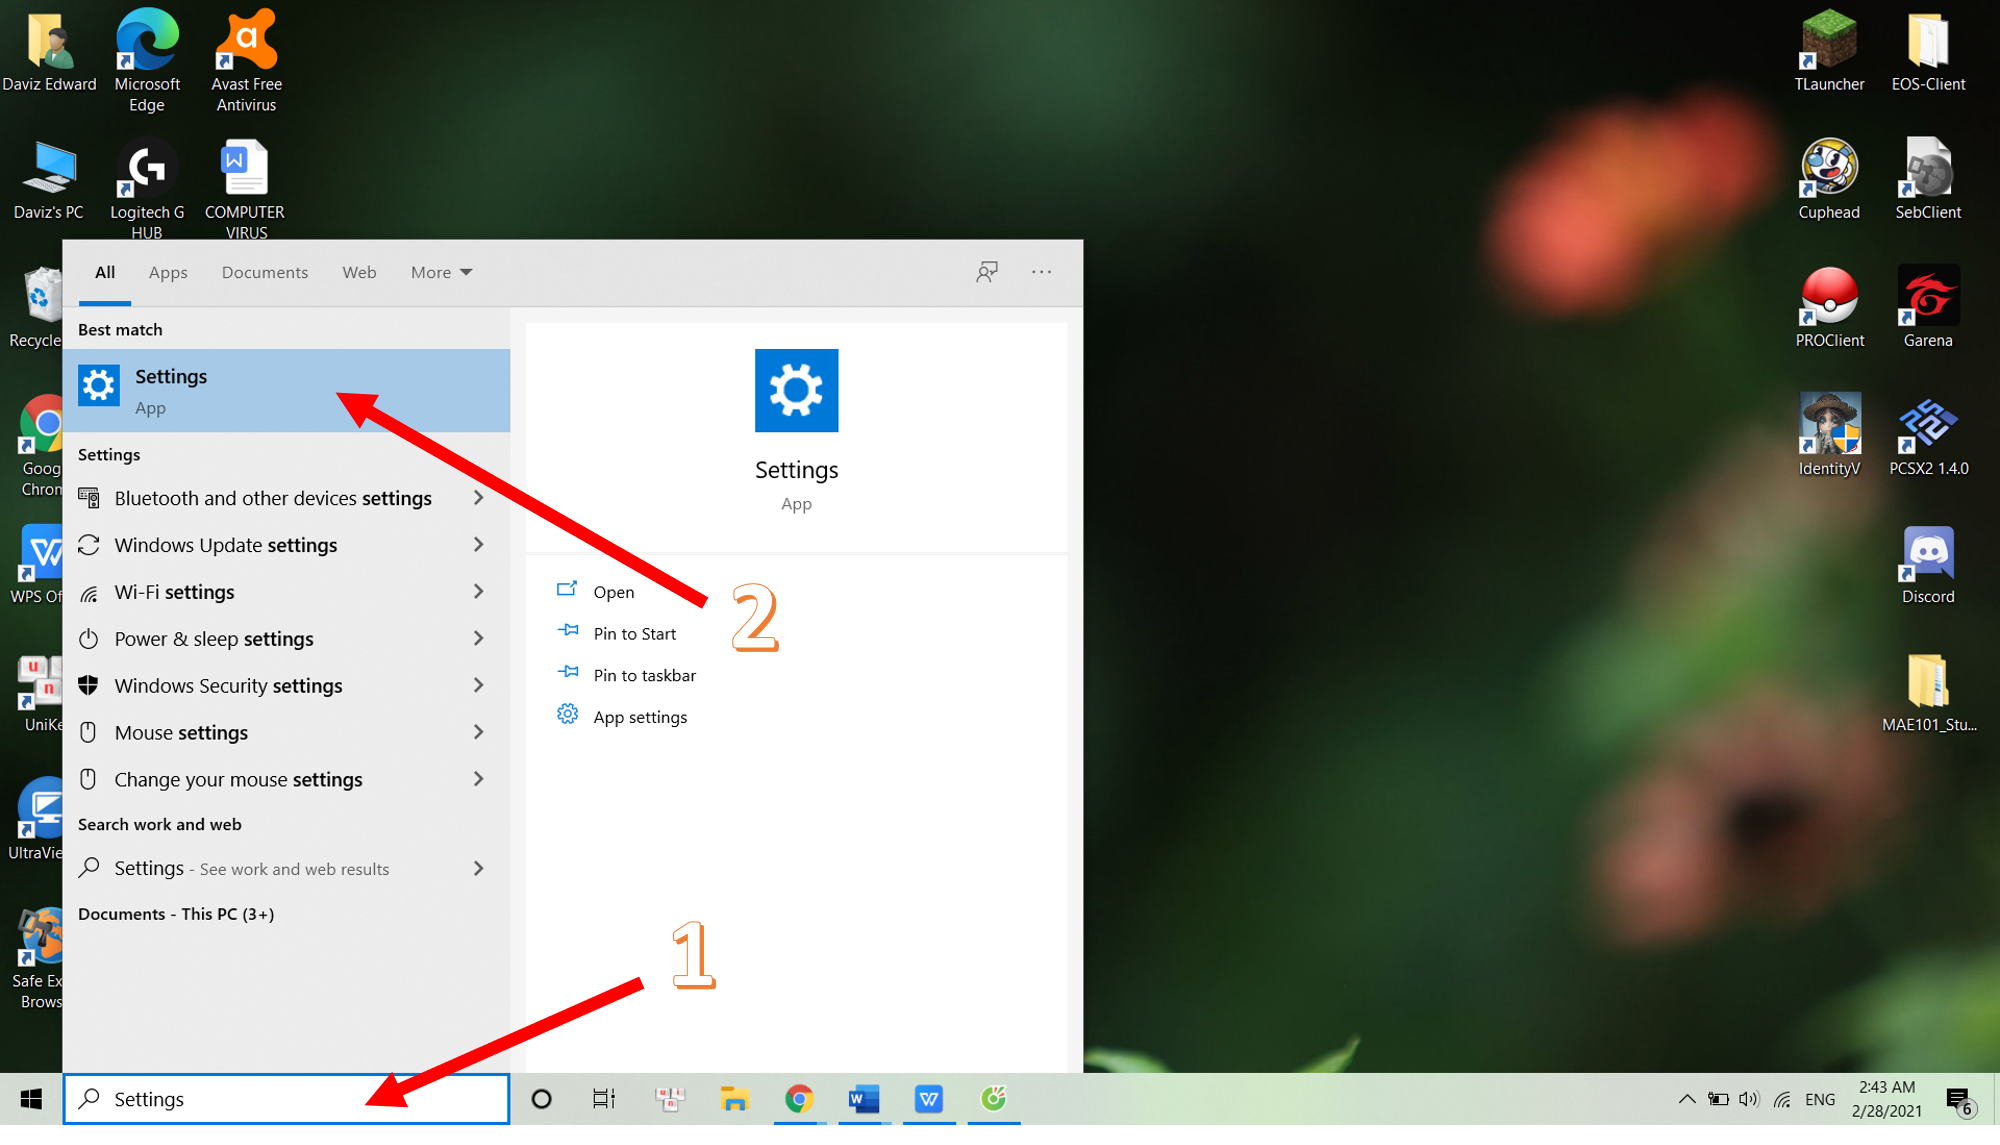 Daviz Edward
Microsoft
Edge
Avast Free
Antivirus
Daviz's PC
Logitech G
HUB
COMPUTER
VIRUS
Recycle
Goog
Chron
WPS Of
UniKe
UltraVie
Safe Ex
Brows
All Apps Documents Web More
Best match
Settings
App
Settings
Bluetooth and other devices settings
Windows Update settings
Wi-Fi settings
Power & sleep settings
Windows Security settings
Mouse settings
Change your mouse settings
Search work and web
Settings - See work and web results
Documents - This PC (3+)
Settings
App
Open
Pin to Start
Pin to taskbar
App settings
2
1
TLauncher
EOS-Client
Cuphead
SebClient
PROClient
Garena
IdentityV
PCSX2 1.4.0
Discord
MAE101_Stu...
Settings
ENG
2:43 AM
2/28/2021
6